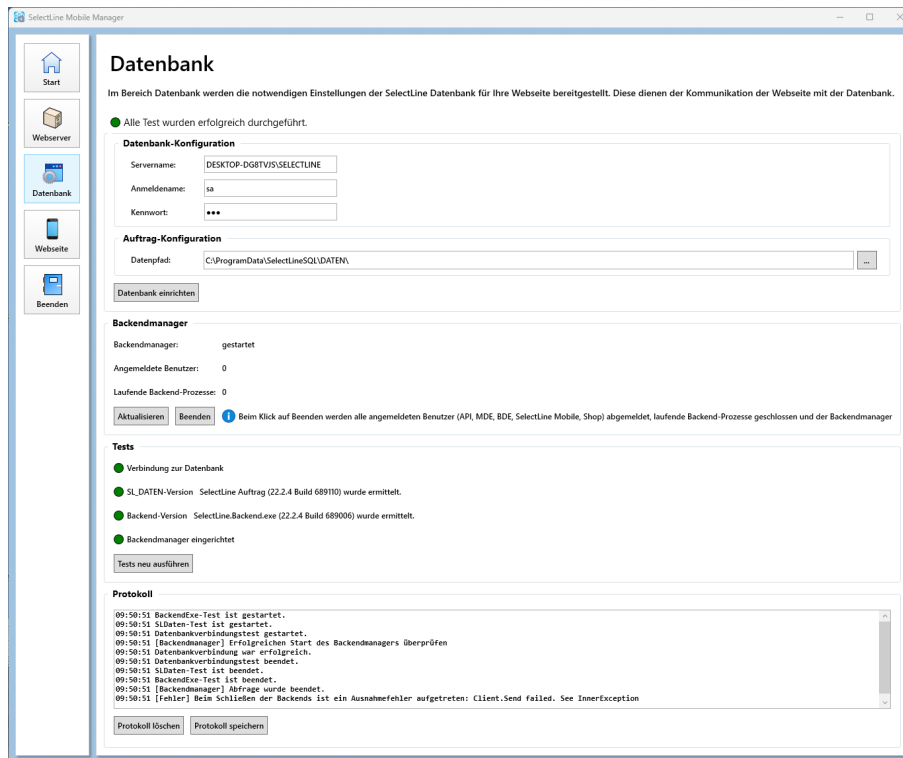 SelectLine Mobile Manager
Start
Webserver
Datenbank
Webseite
Beenden
Datenbank
Im Bereich Datenbank werden die notwendigen Einstellungen der SelectLine Datenbank für Ihre Webseite bereitgestellt. Diese dienen der Kommunikation der Webseite mit der Datenbank.
Alle Test wurden erfolgreich durchgeführt.
Datenbank-Konfiguration
Servername: DESKTOP-DG8TVJS\SELECTLINE
Anmeldename: sa
Kennwort: •••
Auftrag-Konfiguration
Datenpfad: C:\ProgramData\SelectLineSQL\DATEN\ ...
Datenbank einrichten
Backendmanager
Backendmanager: gestartet
Angemeldete Benutzer: 0
Laufende Backend-Prozesse: 0
Aktualisieren Beenden Beim Klick auf Beenden werden alle angemeldeten Benutzer (API, MDE, BDE, SelectLine Mobile, Shop) abgemeldet, laufende Backend-Prozesse geschlossen und der Backendmanager
Tests
Verbindung zur Datenbank
SL_DATEN-Version SelectLine Auftrag (22.2.4 Build 689110) wurde ermittelt.
Backend-Version SelectLine.Backend.exe (22.2.4 Build 689006) wurde ermittelt.
Backendmanager eingerichtet
Tests neu ausführen
Protokoll
09:50:51 BackendExe-Test ist gestartet.
09:50:51 SLDaten-Test ist gestartet.
09:50:51 Datenbankverbindungstest gestartet.
09:50:51 [Backendmanager] Erfolgreichen Start des Backendmanagers überprüfen
09:50:51 Datenbankverbindung war erfolgreich.
09:50:51 Datenbankverbindungstest beendet.
09:50:51 SLDaten-Test ist beendet.
09:50:51 BackendExe-Test ist beendet.
09:50:51 [Backendmanager] Abfrage wurde beendet.
09:50:51 [Fehler] Beim Schließen der Backends ist ein Ausnahmefehler aufgetreten: Client.Send failed. See InnerException
Protokoll löschen Protokoll speichern